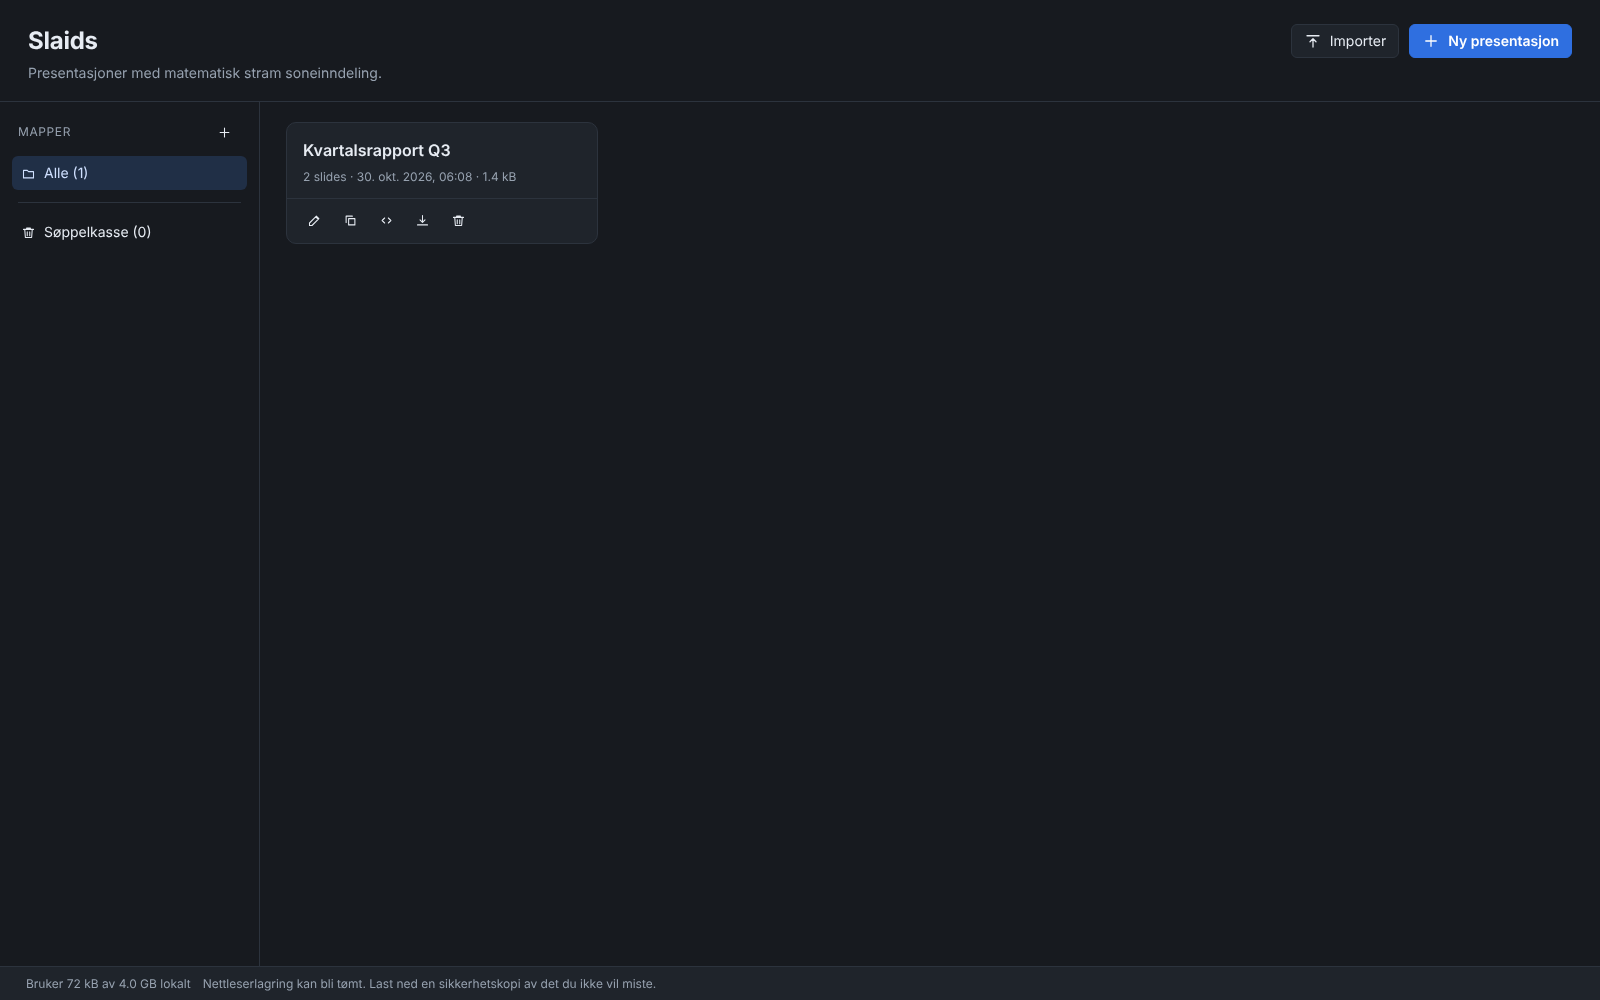 Slaids
Presentasjoner med matematisk stram soneinndeling.
Importer
Ny presentasjon
MAPPER
Alle (1)
Søppelkasse (0)
Kvartalsrapport Q3
2 slides · 30. okt. 2026, 06:08 · 1.4 kB
Bruker 72 kB av 4.0 GB lokalt
Nettleserlagring kan bli tømt. Last ned en sikkerhetskopi av det du ikke vil miste.